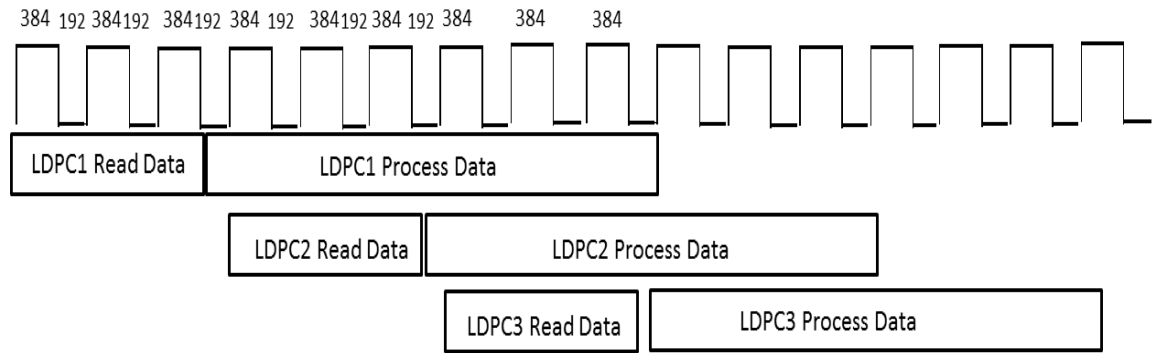 384 192 384 192 384 192 384 192 384 192 384 192 384 384 384
LDPC1 Read Data LDPC1 Process Data
LDPC2 Read Data LDPC2 Process Data
LDPC3 Read Data LDPC3 Process Data